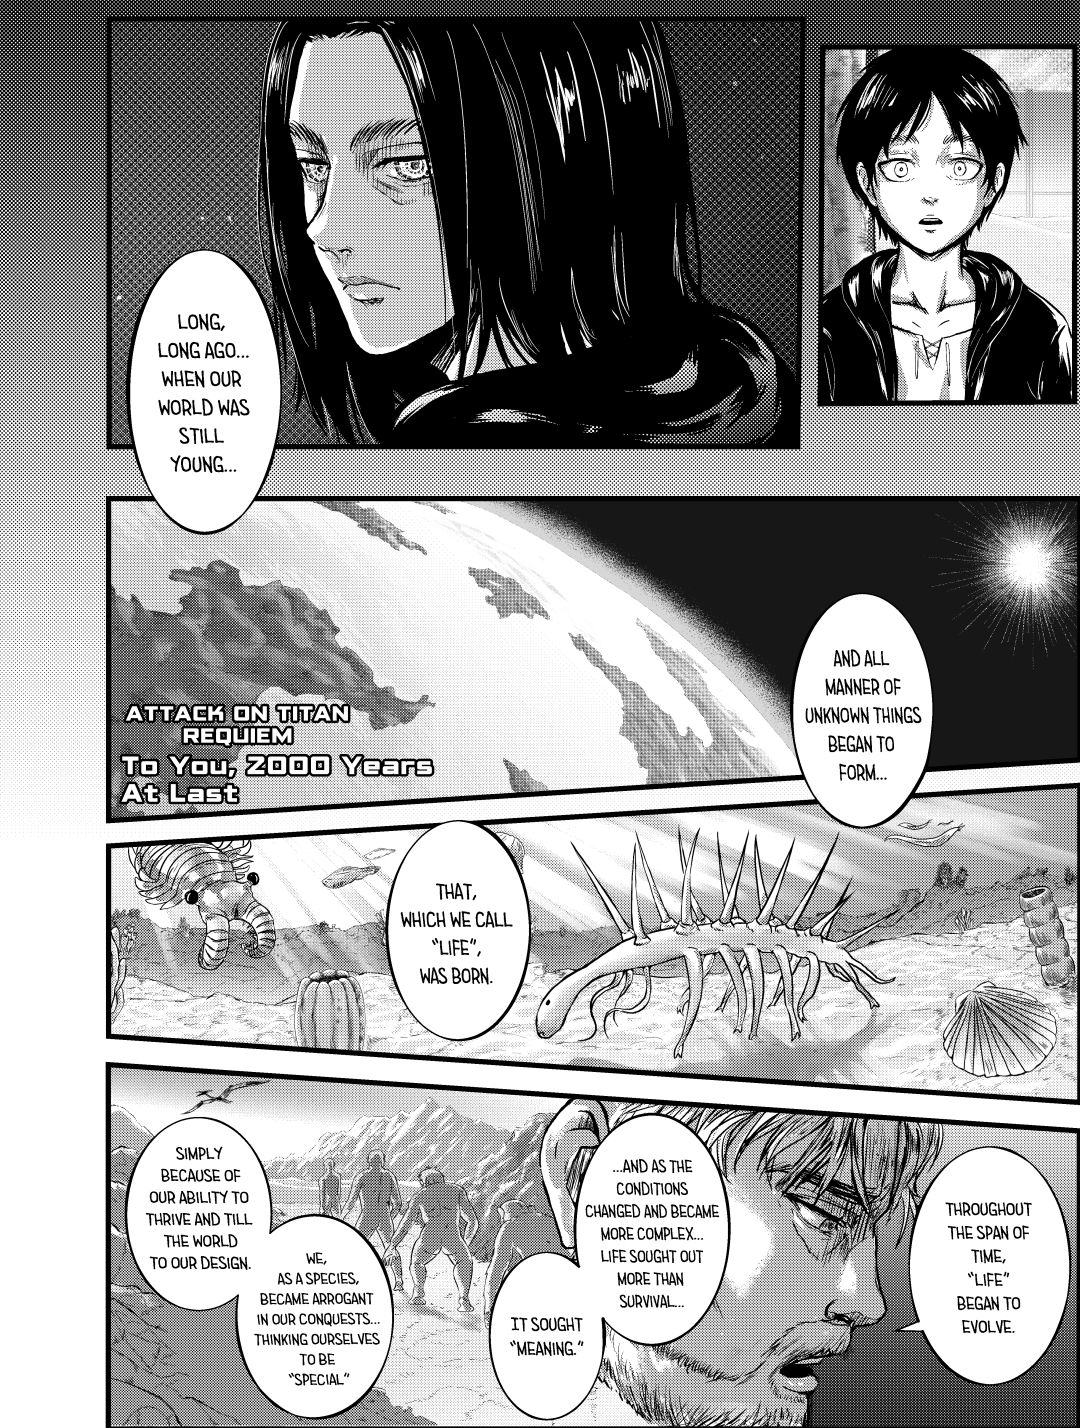 LONG,
LONG AGO...
WHEN OUR
WORLD WAS
STILL
YOUNG...
AND ALL
MANNER OF
UNKNOWN THINGS
BEGAN TO
FORM...
ATTACK ON TITAN
REQUIEM
To You, 2000 Years
At Last
THAT,
WHICH WE CALL
“LIFE”,
WAS BORN.
THROUGHOUT
THE SPAN OF
TIME,
“LIFE”
BEGAN TO
EVOLVE.
...AND AS THE
CONDITIONS
CHANGED AND BECAME
MORE COMPLEX...
LIFE SOUGHT OUT
MORE THAN
SURVIVAL...
IT SOUGHT
“MEANING.”
SIMPLY
BECAUSE OF
OUR ABILITY TO
THRIVE AND TILL
THE WORLD
TO OUR DESIGN.
WE,
AS A SPECIES,
BECAME ARROGANT
IN OUR CONQUESTS...
THINKING OURSELVES
TO BE
“SPECIAL”